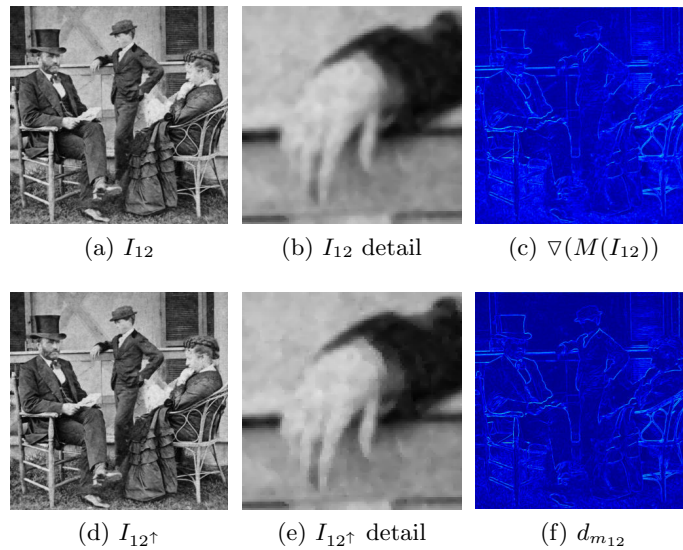 (a) I₁₂ (b) I₁₂ detail (c) ▽(M(I₁₂))
(d) I₁₂↑ (e) I₁₂↑ detail (f) dₘ₁₂